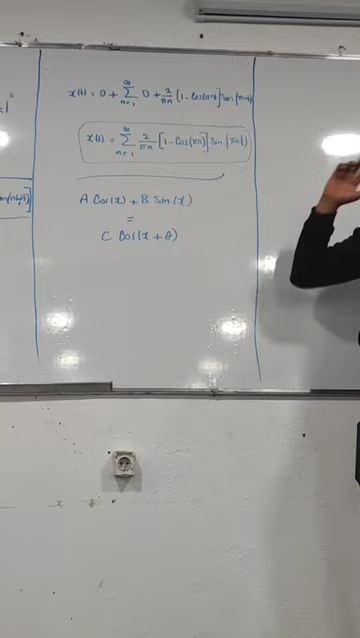 =1
x(t) = 0 + ∑_{n=1}^{∞} 0 + 2/πn [1 - Cos(πn)] Sin(πnt)
x(t) = ∑_{n=1}^{∞} 2/πn [1 - Cos(πn)] Sin(πnt)
A Cos(x) + B Sin(x)
=
C Cos(x + θ)